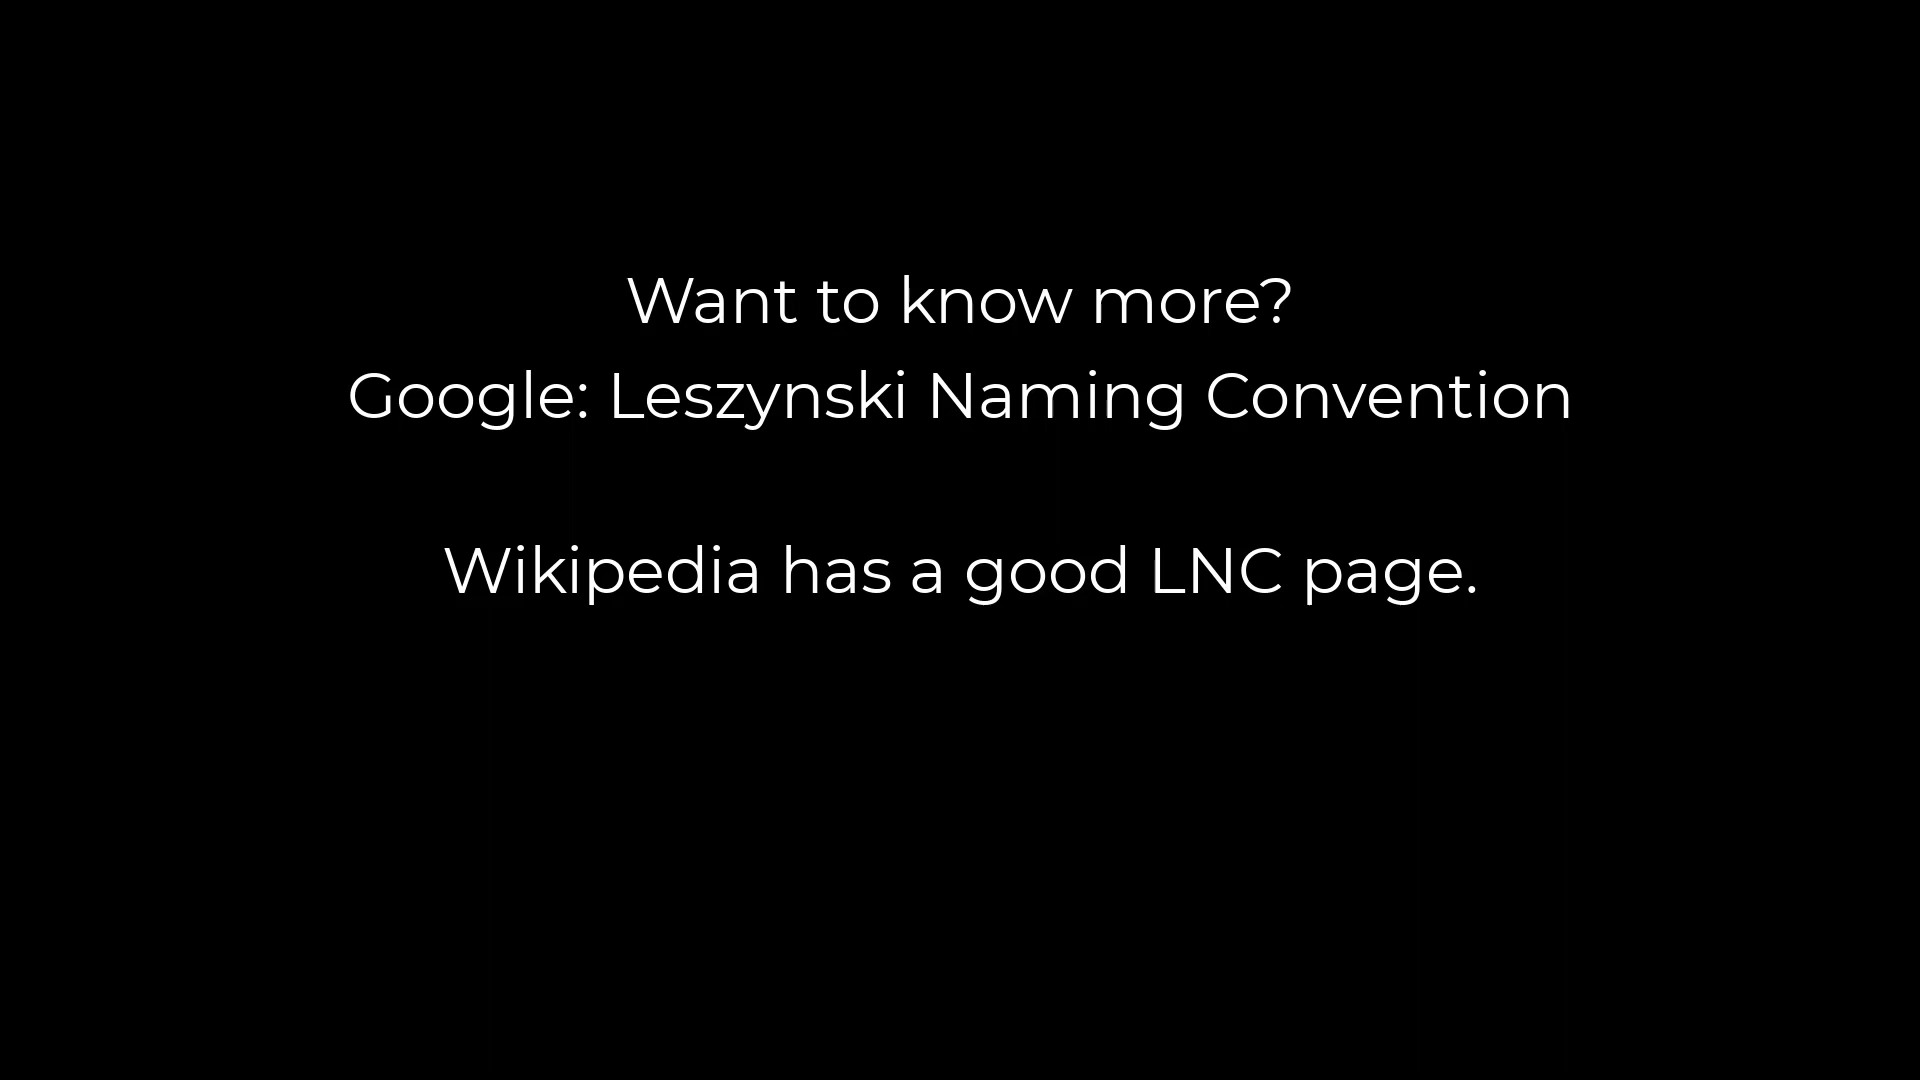 Want to know more?
Google: Leszynski Naming Convention
Wikipedia has a good LNC page.